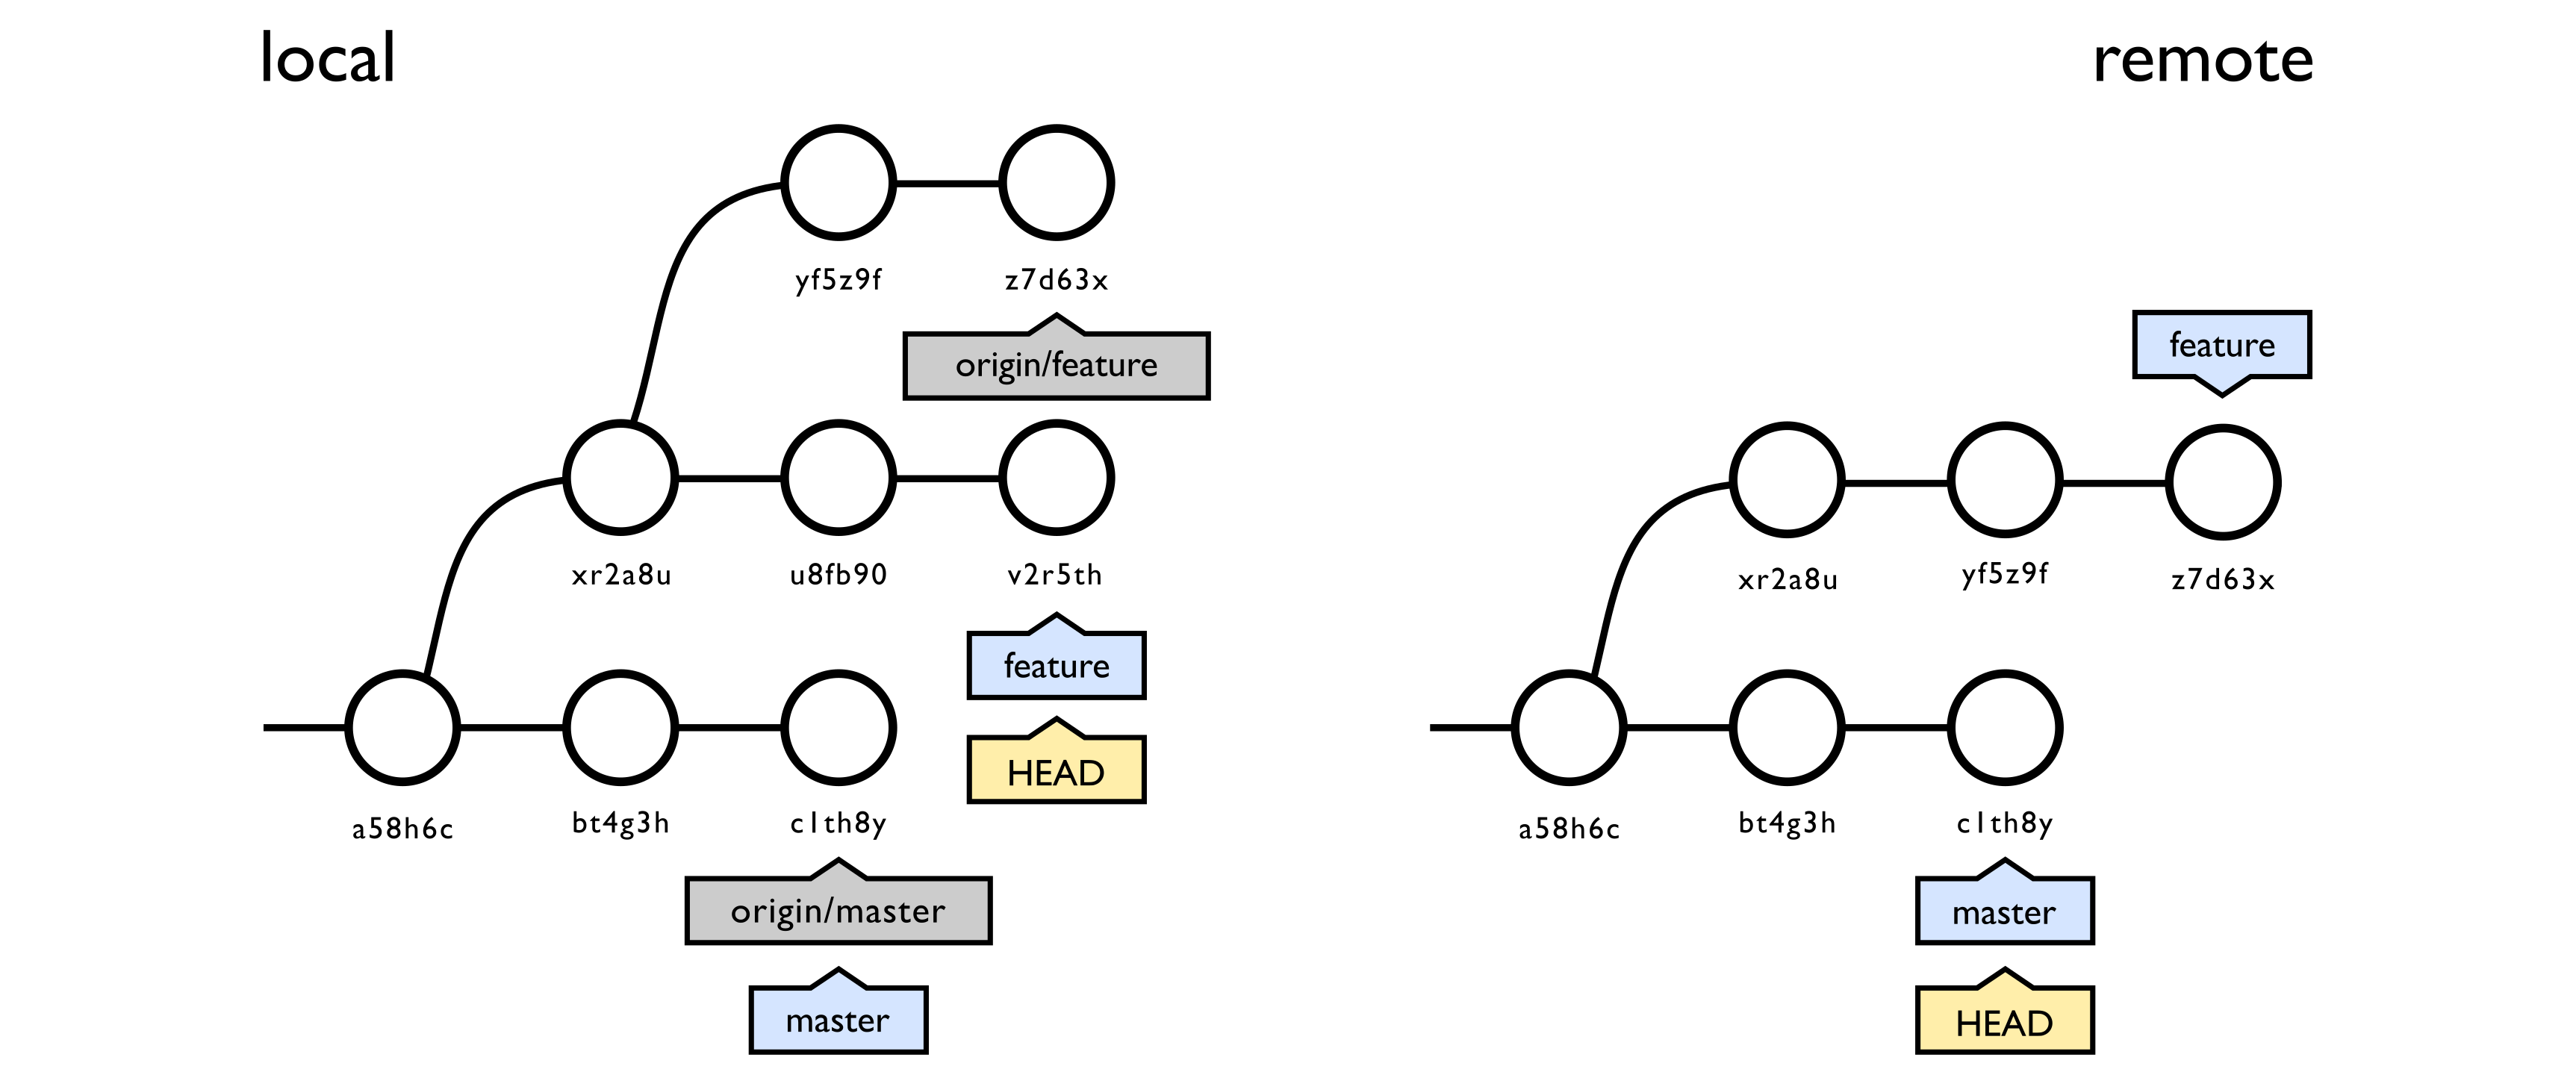 local
remote
yf5z9f
z7d63x
origin/feature
feature
xr2a8u
u8fb90
v2r5th
xr2a8u
yf5z9f
z7d63x
feature
HEAD
a58h6c
bt4g3h
c1th8y
a58h6c
bt4g3h
c1th8y
origin/master
master
master
HEAD